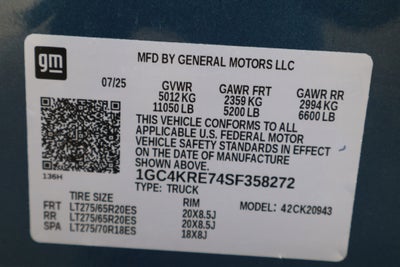 gm
MFD BY GENERAL MOTORS LLC
07/25
GVWR GAWR FRT GAWR RR
5012 KG 2359 KG 2994 KG
11050 LB 5200 LB 6600 LB
THIS VEHICLE CONFORMS TO ALL
APPLICABLE U.S. FEDERAL MOTOR
VEHICLE SAFETY STANDARDS IN EFFECT
ON THE DATE OF MANUFACTURE SHOWN ABOVE.
136H
1GC4KRE74SF358272
TYPE: TRUCK
TIRE SIZE RIM MODEL: 42CK20943
FRT LT275/65R20ES 20X8.5J
RR LT275/65R20ES 20X8.5J
SPA LT275/70R18ES 18X8J